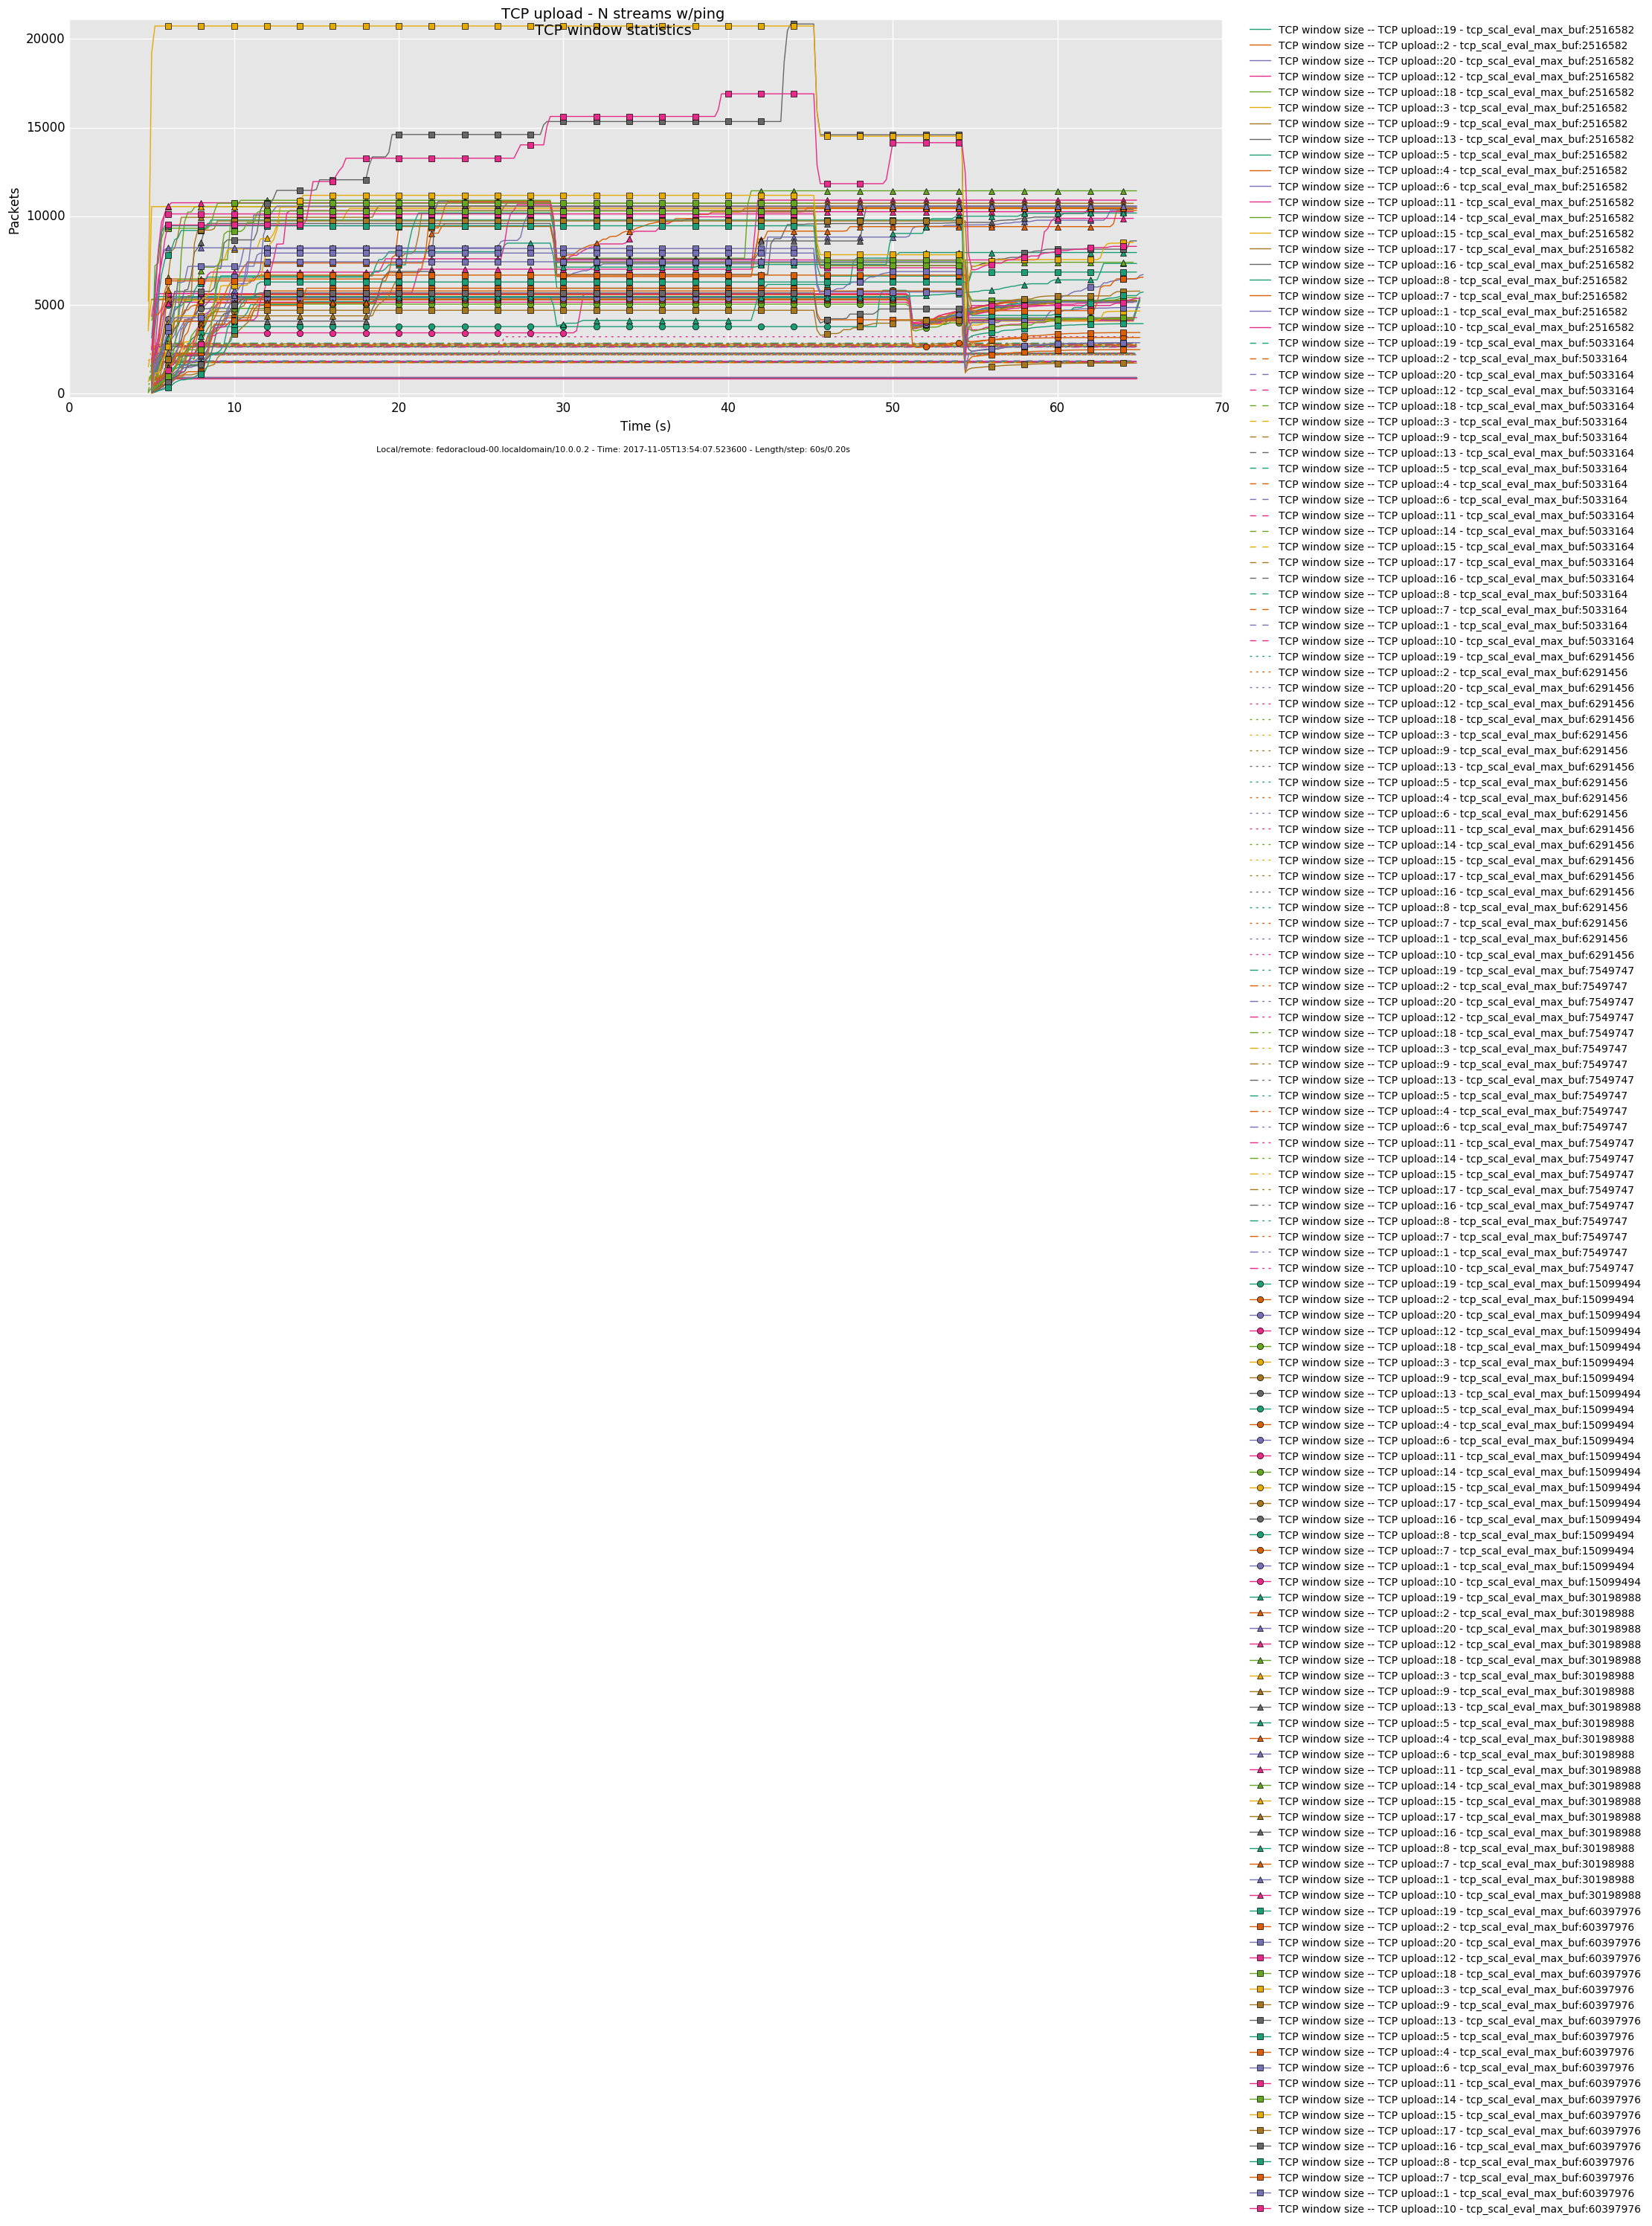 TCP upload - N streams w/ping
TCP window statistics
Packets
20000
15000
10000
5000
0
0 10 20 30 40 50 60 70
Time (s)
Local/remote: fedoracloud-00.localdomain/10.0.0.2 - Time: 2017-11-05T13:54:07.523600 - Length/step: 60s/0.20s
TCP window size -- TCP upload::19 - tcp_scal_eval_max_buf:2516582
TCP window size -- TCP upload::2 - tcp_scal_eval_max_buf:2516582
TCP window size -- TCP upload::20 - tcp_scal_eval_max_buf:2516582
TCP window size -- TCP upload::12 - tcp_scal_eval_max_buf:2516582
TCP window size -- TCP upload::18 - tcp_scal_eval_max_buf:2516582
TCP window size -- TCP upload::3 - tcp_scal_eval_max_buf:2516582
TCP window size -- TCP upload::9 - tcp_scal_eval_max_buf:2516582
TCP window size -- TCP upload::13 - tcp_scal_eval_max_buf:2516582
TCP window size -- TCP upload::5 - tcp_scal_eval_max_buf:2516582
TCP window size -- TCP upload::4 - tcp_scal_eval_max_buf:2516582
TCP window size -- TCP upload::6 - tcp_scal_eval_max_buf:2516582
TCP window size -- TCP upload::11 - tcp_scal_eval_max_buf:2516582
TCP window size -- TCP upload::14 - tcp_scal_eval_max_buf:2516582
TCP window size -- TCP upload::15 - tcp_scal_eval_max_buf:2516582
TCP window size -- TCP upload::17 - tcp_scal_eval_max_buf:2516582
TCP window size -- TCP upload::16 - tcp_scal_eval_max_buf:2516582
TCP window size -- TCP upload::8 - tcp_scal_eval_max_buf:2516582
TCP window size -- TCP upload::7 - tcp_scal_eval_max_buf:2516582
TCP window size -- TCP upload::1 - tcp_scal_eval_max_buf:2516582
TCP window size -- TCP upload::10 - tcp_scal_eval_max_buf:2516582
TCP window size -- TCP upload::19 - tcp_scal_eval_max_buf:5033164
TCP window size -- TCP upload::2 - tcp_scal_eval_max_buf:5033164
TCP window size -- TCP upload::20 - tcp_scal_eval_max_buf:5033164
TCP window size -- TCP upload::12 - tcp_scal_eval_max_buf:5033164
TCP window size -- TCP upload::18 - tcp_scal_eval_max_buf:5033164
TCP window size -- TCP upload::3 - tcp_scal_eval_max_buf:5033164
TCP window size -- TCP upload::9 - tcp_scal_eval_max_buf:5033164
TCP window size -- TCP upload::13 - tcp_scal_eval_max_buf:5033164
TCP window size -- TCP upload::5 - tcp_scal_eval_max_buf:5033164
TCP window size -- TCP upload::4 - tcp_scal_eval_max_buf:5033164
TCP window size -- TCP upload::6 - tcp_scal_eval_max_buf:5033164
TCP window size -- TCP upload::11 - tcp_scal_eval_max_buf:5033164
TCP window size -- TCP upload::14 - tcp_scal_eval_max_buf:5033164
TCP window size -- TCP upload::15 - tcp_scal_eval_max_buf:5033164
TCP window size -- TCP upload::17 - tcp_scal_eval_max_buf:5033164
TCP window size -- TCP upload::16 - tcp_scal_eval_max_buf:5033164
TCP window size -- TCP upload::8 - tcp_scal_eval_max_buf:5033164
TCP window size -- TCP upload::7 - tcp_scal_eval_max_buf:5033164
TCP window size -- TCP upload::1 - tcp_scal_eval_max_buf:5033164
TCP window size -- TCP upload::10 - tcp_scal_eval_max_buf:5033164
TCP window size -- TCP upload::19 - tcp_scal_eval_max_buf:6291456
TCP window size -- TCP upload::2 - tcp_scal_eval_max_buf:6291456
TCP window size -- TCP upload::20 - tcp_scal_eval_max_buf:6291456
TCP window size -- TCP upload::12 - tcp_scal_eval_max_buf:6291456
TCP window size -- TCP upload::18 - tcp_scal_eval_max_buf:6291456
TCP window size -- TCP upload::3 - tcp_scal_eval_max_buf:6291456
TCP window size -- TCP upload::9 - tcp_scal_eval_max_buf:6291456
TCP window size -- TCP upload::13 - tcp_scal_eval_max_buf:6291456
TCP window size -- TCP upload::5 - tcp_scal_eval_max_buf:6291456
TCP window size -- TCP upload::4 - tcp_scal_eval_max_buf:6291456
TCP window size -- TCP upload::6 - tcp_scal_eval_max_buf:6291456
TCP window size -- TCP upload::11 - tcp_scal_eval_max_buf:6291456
TCP window size -- TCP upload::14 - tcp_scal_eval_max_buf:6291456
TCP window size -- TCP upload::15 - tcp_scal_eval_max_buf:6291456
TCP window size -- TCP upload::17 - tcp_scal_eval_max_buf:6291456
TCP window size -- TCP upload::16 - tcp_scal_eval_max_buf:6291456
TCP window size -- TCP upload::8 - tcp_scal_eval_max_buf:6291456
TCP window size -- TCP upload::7 - tcp_scal_eval_max_buf:6291456
TCP window size -- TCP upload::1 - tcp_scal_eval_max_buf:6291456
TCP window size -- TCP upload::10 - tcp_scal_eval_max_buf:6291456
TCP window size -- TCP upload::19 - tcp_scal_eval_max_buf:7549747
TCP window size -- TCP upload::2 - tcp_scal_eval_max_buf:7549747
TCP window size -- TCP upload::20 - tcp_scal_eval_max_buf:7549747
TCP window size -- TCP upload::12 - tcp_scal_eval_max_buf:7549747
TCP window size -- TCP upload::18 - tcp_scal_eval_max_buf:7549747
TCP window size -- TCP upload::3 - tcp_scal_eval_max_buf:7549747
TCP window size -- TCP upload::9 - tcp_scal_eval_max_buf:7549747
TCP window size -- TCP upload::13 - tcp_scal_eval_max_buf:7549747
TCP window size -- TCP upload::5 - tcp_scal_eval_max_buf:7549747
TCP window size -- TCP upload::4 - tcp_scal_eval_max_buf:7549747
TCP window size -- TCP upload::6 - tcp_scal_eval_max_buf:7549747
TCP window size -- TCP upload::11 - tcp_scal_eval_max_buf:7549747
TCP window size -- TCP upload::14 - tcp_scal_eval_max_buf:7549747
TCP window size -- TCP upload::15 - tcp_scal_eval_max_buf:7549747
TCP window size -- TCP upload::17 - tcp_scal_eval_max_buf:7549747
TCP window size -- TCP upload::16 - tcp_scal_eval_max_buf:7549747
TCP window size -- TCP upload::8 - tcp_scal_eval_max_buf:7549747
TCP window size -- TCP upload::7 - tcp_scal_eval_max_buf:7549747
TCP window size -- TCP upload::1 - tcp_scal_eval_max_buf:7549747
TCP window size -- TCP upload::10 - tcp_scal_eval_max_buf:7549747
TCP window size -- TCP upload::19 - tcp_scal_eval_max_buf:15099494
TCP window size -- TCP upload::2 - tcp_scal_eval_max_buf:15099494
TCP window size -- TCP upload::20 - tcp_scal_eval_max_buf:15099494
TCP window size -- TCP upload::12 - tcp_scal_eval_max_buf:15099494
TCP window size -- TCP upload::18 - tcp_scal_eval_max_buf:15099494
TCP window size -- TCP upload::3 - tcp_scal_eval_max_buf:15099494
TCP window size -- TCP upload::9 - tcp_scal_eval_max_buf:15099494
TCP window size -- TCP upload::13 - tcp_scal_eval_max_buf:15099494
TCP window size -- TCP upload::5 - tcp_scal_eval_max_buf:15099494
TCP window size -- TCP upload::4 - tcp_scal_eval_max_buf:15099494
TCP window size -- TCP upload::6 - tcp_scal_eval_max_buf:15099494
TCP window size -- TCP upload::11 - tcp_scal_eval_max_buf:15099494
TCP window size -- TCP upload::14 - tcp_scal_eval_max_buf:15099494
TCP window size -- TCP upload::15 - tcp_scal_eval_max_buf:15099494
TCP window size -- TCP upload::17 - tcp_scal_eval_max_buf:15099494
TCP window size -- TCP upload::16 - tcp_scal_eval_max_buf:15099494
TCP window size -- TCP upload::8 - tcp_scal_eval_max_buf:15099494
TCP window size -- TCP upload::7 - tcp_scal_eval_max_buf:15099494
TCP window size -- TCP upload::1 - tcp_scal_eval_max_buf:15099494
TCP window size -- TCP upload::10 - tcp_scal_eval_max_buf:15099494
TCP window size -- TCP upload::19 - tcp_scal_eval_max_buf:30198988
TCP window size -- TCP upload::2 - tcp_scal_eval_max_buf:30198988
TCP window size -- TCP upload::20 - tcp_scal_eval_max_buf:30198988
TCP window size -- TCP upload::12 - tcp_scal_eval_max_buf:30198988
TCP window size -- TCP upload::18 - tcp_scal_eval_max_buf:30198988
TCP window size -- TCP upload::3 - tcp_scal_eval_max_buf:30198988
TCP window size -- TCP upload::9 - tcp_scal_eval_max_buf:30198988
TCP window size -- TCP upload::13 - tcp_scal_eval_max_buf:30198988
TCP window size -- TCP upload::5 - tcp_scal_eval_max_buf:30198988
TCP window size -- TCP upload::4 - tcp_scal_eval_max_buf:30198988
TCP window size -- TCP upload::6 - tcp_scal_eval_max_buf:30198988
TCP window size -- TCP upload::11 - tcp_scal_eval_max_buf:30198988
TCP window size -- TCP upload::14 - tcp_scal_eval_max_buf:30198988
TCP window size -- TCP upload::15 - tcp_scal_eval_max_buf:30198988
TCP window size -- TCP upload::17 - tcp_scal_eval_max_buf:30198988
TCP window size -- TCP upload::16 - tcp_scal_eval_max_buf:30198988
TCP window size -- TCP upload::8 - tcp_scal_eval_max_buf:30198988
TCP window size -- TCP upload::7 - tcp_scal_eval_max_buf:30198988
TCP window size -- TCP upload::1 - tcp_scal_eval_max_buf:30198988
TCP window size -- TCP upload::10 - tcp_scal_eval_max_buf:30198988
TCP window size -- TCP upload::19 - tcp_scal_eval_max_buf:60397976
TCP window size -- TCP upload::2 - tcp_scal_eval_max_buf:60397976
TCP window size -- TCP upload::20 - tcp_scal_eval_max_buf:60397976
TCP window size -- TCP upload::12 - tcp_scal_eval_max_buf:60397976
TCP window size -- TCP upload::18 - tcp_scal_eval_max_buf:60397976
TCP window size -- TCP upload::3 - tcp_scal_eval_max_buf:60397976
TCP window size -- TCP upload::9 - tcp_scal_eval_max_buf:60397976
TCP window size -- TCP upload::13 - tcp_scal_eval_max_buf:60397976
TCP window size -- TCP upload::5 - tcp_scal_eval_max_buf:60397976
TCP window size -- TCP upload::4 - tcp_scal_eval_max_buf:60397976
TCP window size -- TCP upload::6 - tcp_scal_eval_max_buf:60397976
TCP window size -- TCP upload::11 - tcp_scal_eval_max_buf:60397976
TCP window size -- TCP upload::14 - tcp_scal_eval_max_buf:60397976
TCP window size -- TCP upload::15 - tcp_scal_eval_max_buf:60397976
TCP window size -- TCP upload::17 - tcp_scal_eval_max_buf:60397976
TCP window size -- TCP upload::16 - tcp_scal_eval_max_buf:60397976
TCP window size -- TCP upload::8 - tcp_scal_eval_max_buf:60397976
TCP window size -- TCP upload::7 - tcp_scal_eval_max_buf:60397976
TCP window size -- TCP upload::1 - tcp_scal_eval_max_buf:60397976
TCP window size -- TCP upload::10 - tcp_scal_eval_max_buf:60397976